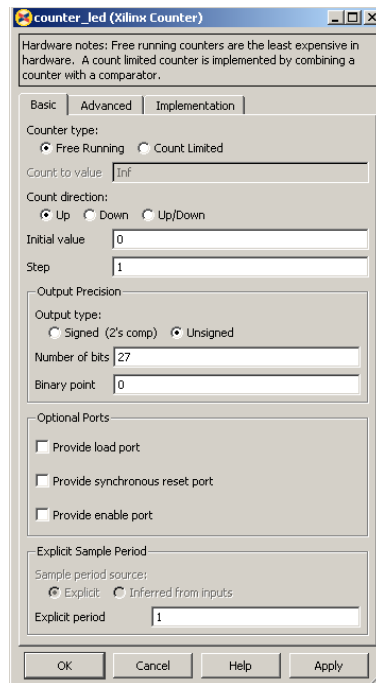 counter_led (Xilinx Counter)
Hardware notes: Free running counters are the least expensive in
hardware. A count limited counter is implemented by combining a
counter with a comparator.
Basic Advanced Implementation
Counter type:
Free Running Count Limited
Count to value Inf
Count direction:
Up Down Up/Down
Initial value 0
Step 1
Output Precision
Output type:
Signed (2's comp) Unsigned
Number of bits 27
Binary point 0
Optional Ports
Provide load port
Provide synchronous reset port
Provide enable port
Explicit Sample Period
Sample period source:
Explicit Inferred from inputs
Explicit period 1
OK Cancel Help Apply